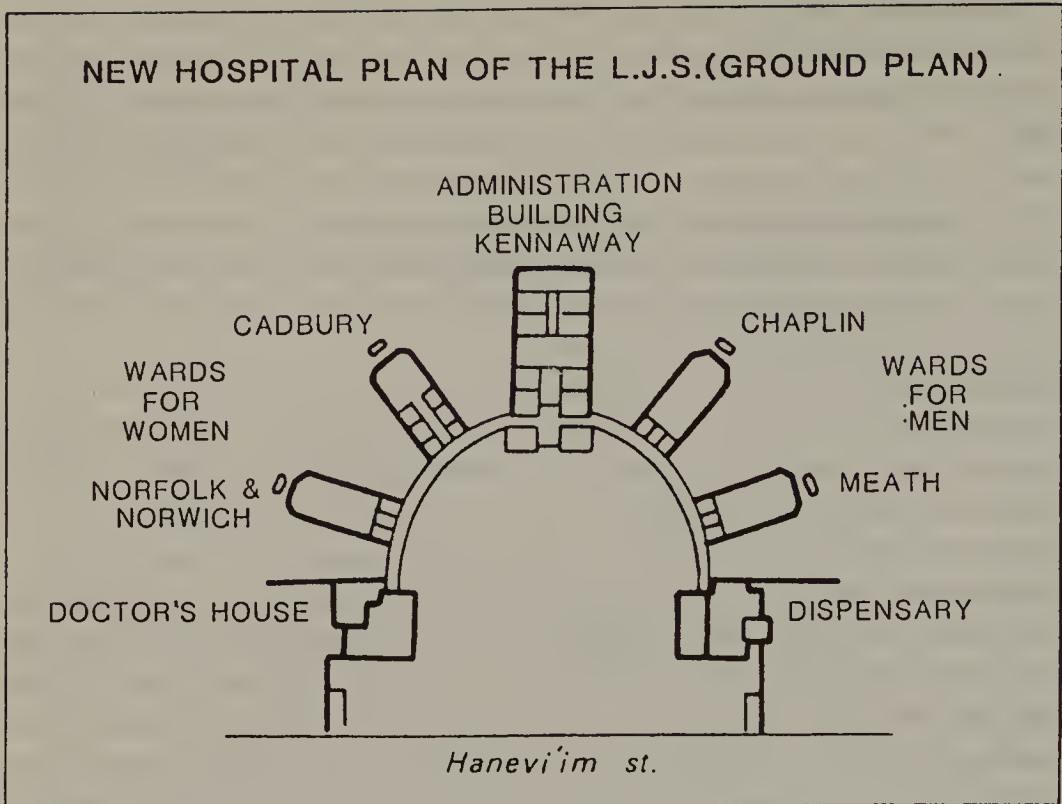 NEW HOSPITAL PLAN OF THE L.J.S.(GROUND PLAN).
ADMINISTRATION
BUILDING
KENNAWAY
CADBURY
CHAPLIN
WARDS
FOR
WOMEN
WARDS
FOR
MEN
NORFOLK &
NORWICH
MEATH
DOCTOR'S HOUSE
DISPENSARY
Hanevi'im st.